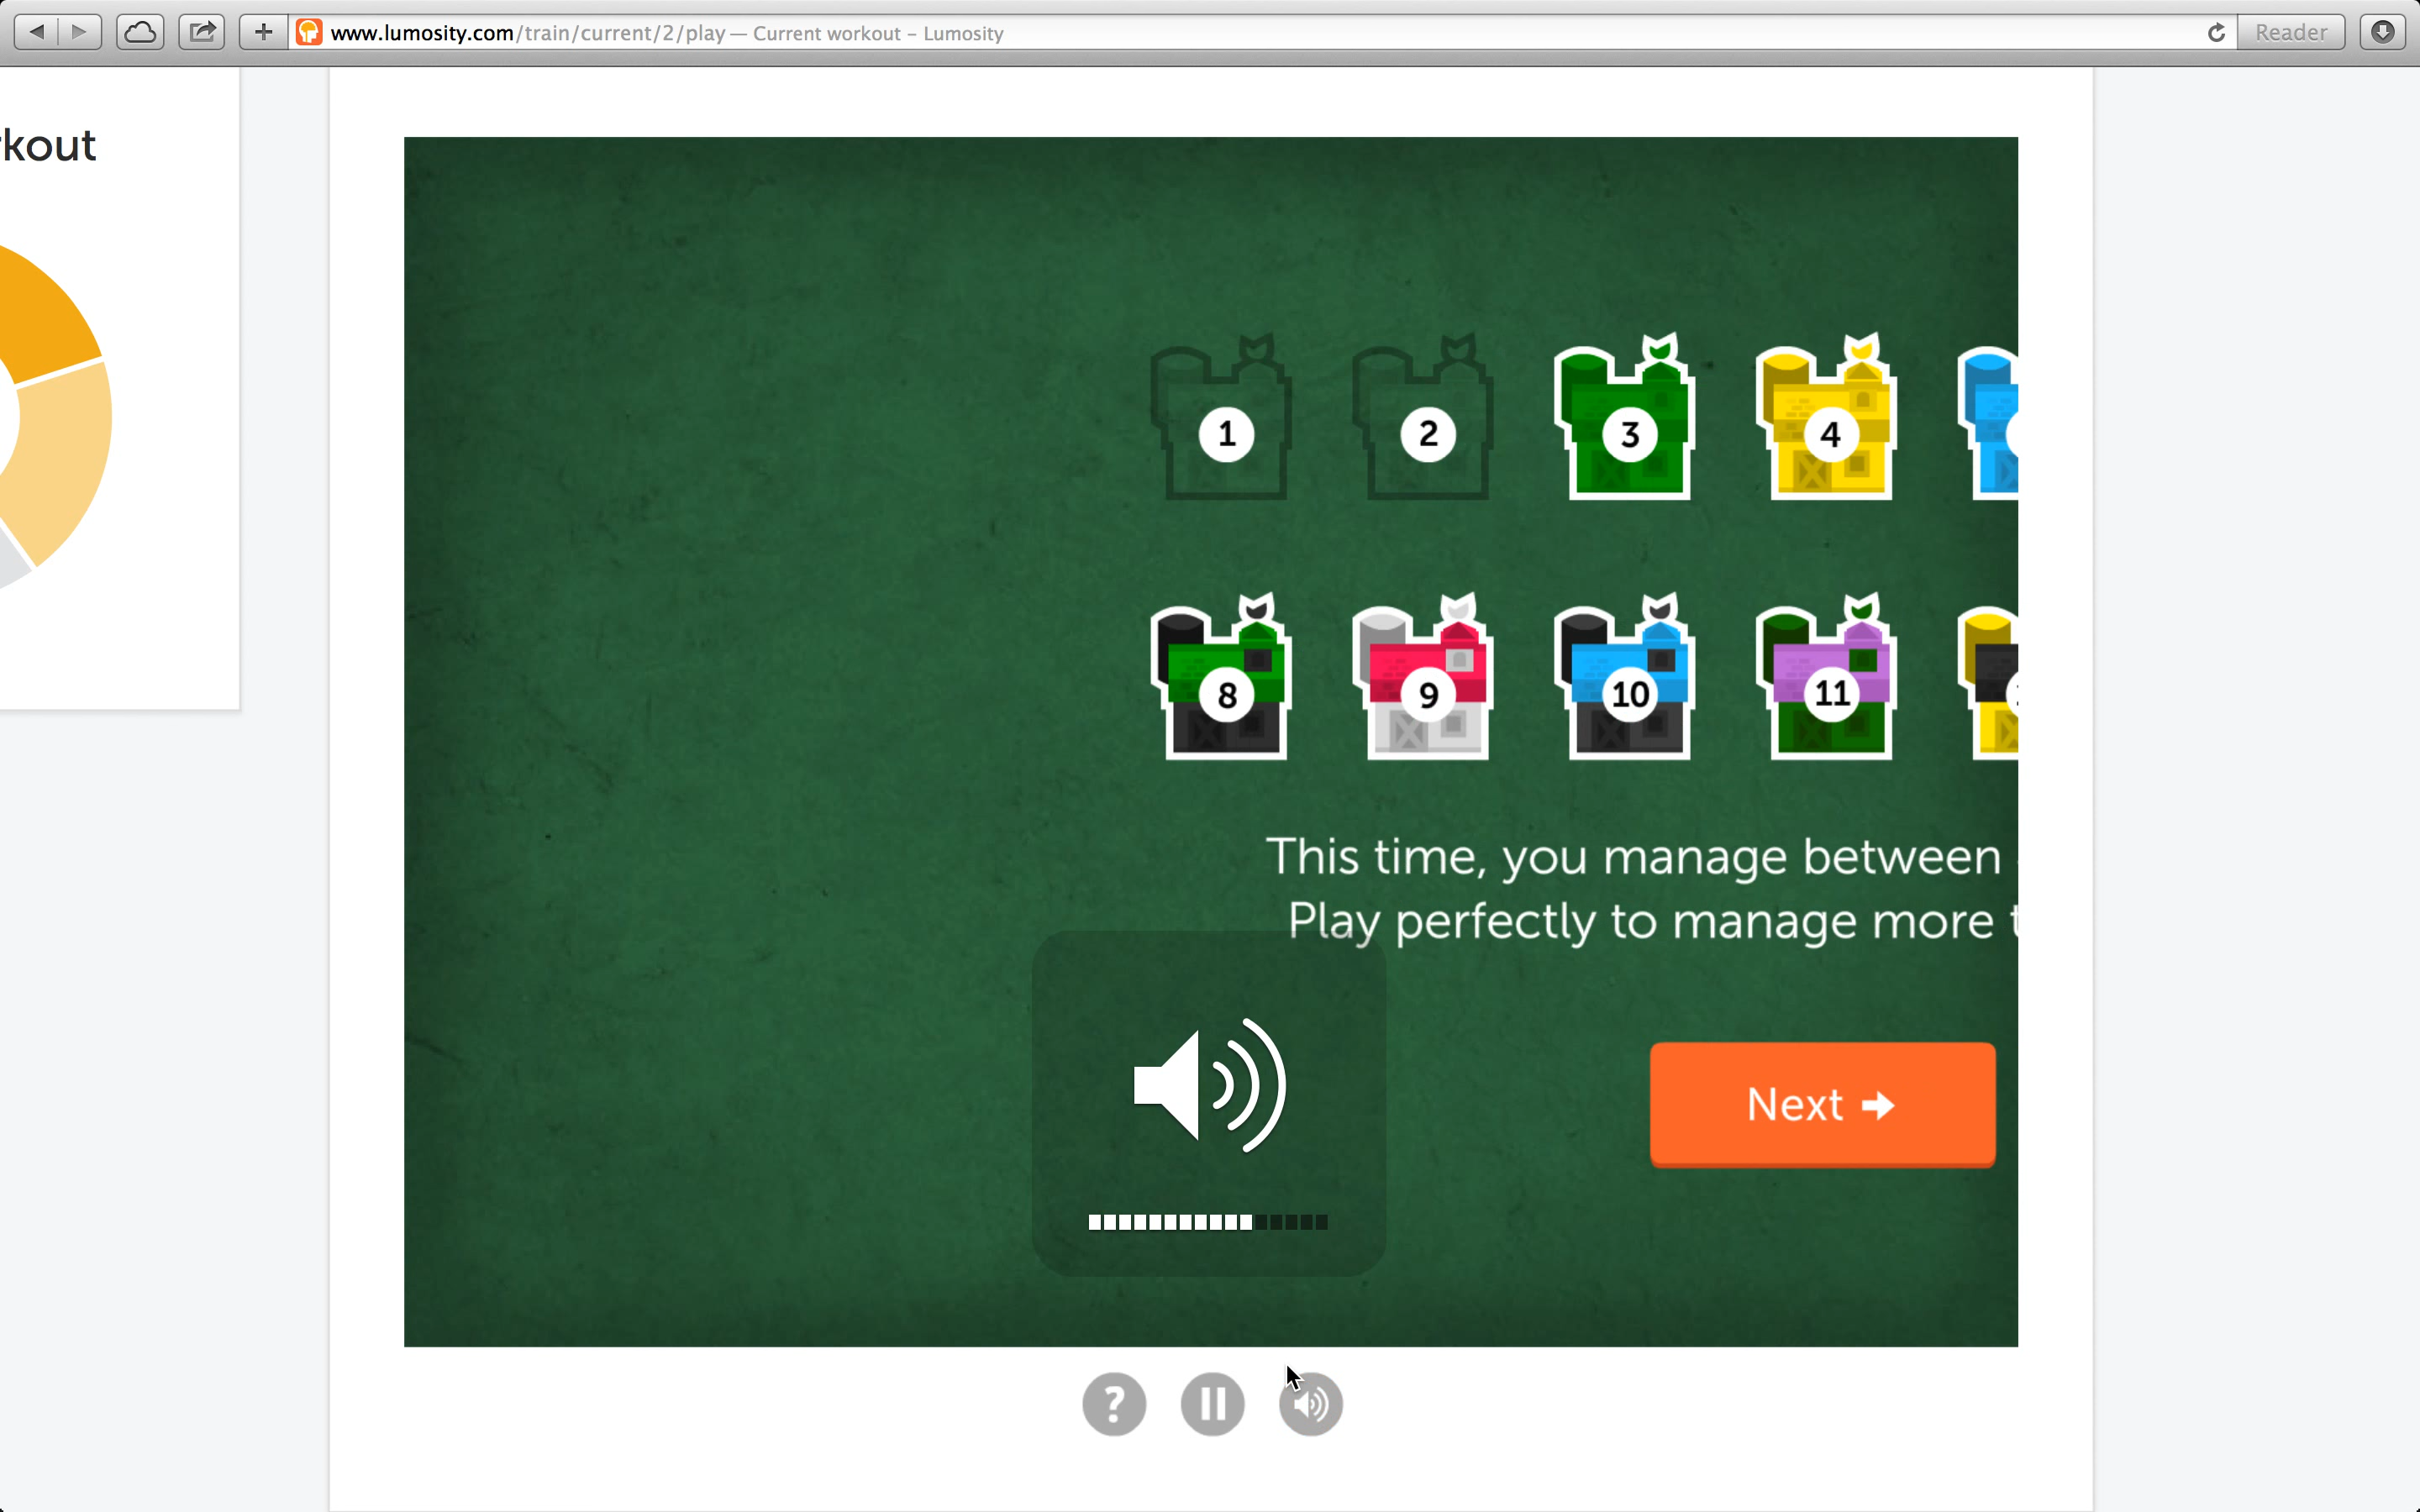 www.lumosity.com/train/current/2/play — Current workout – Lumosity
Reader
kout
1
2
3
4
8
9
10
11
This time, you manage between
Play perfectly to manage more
Next
?